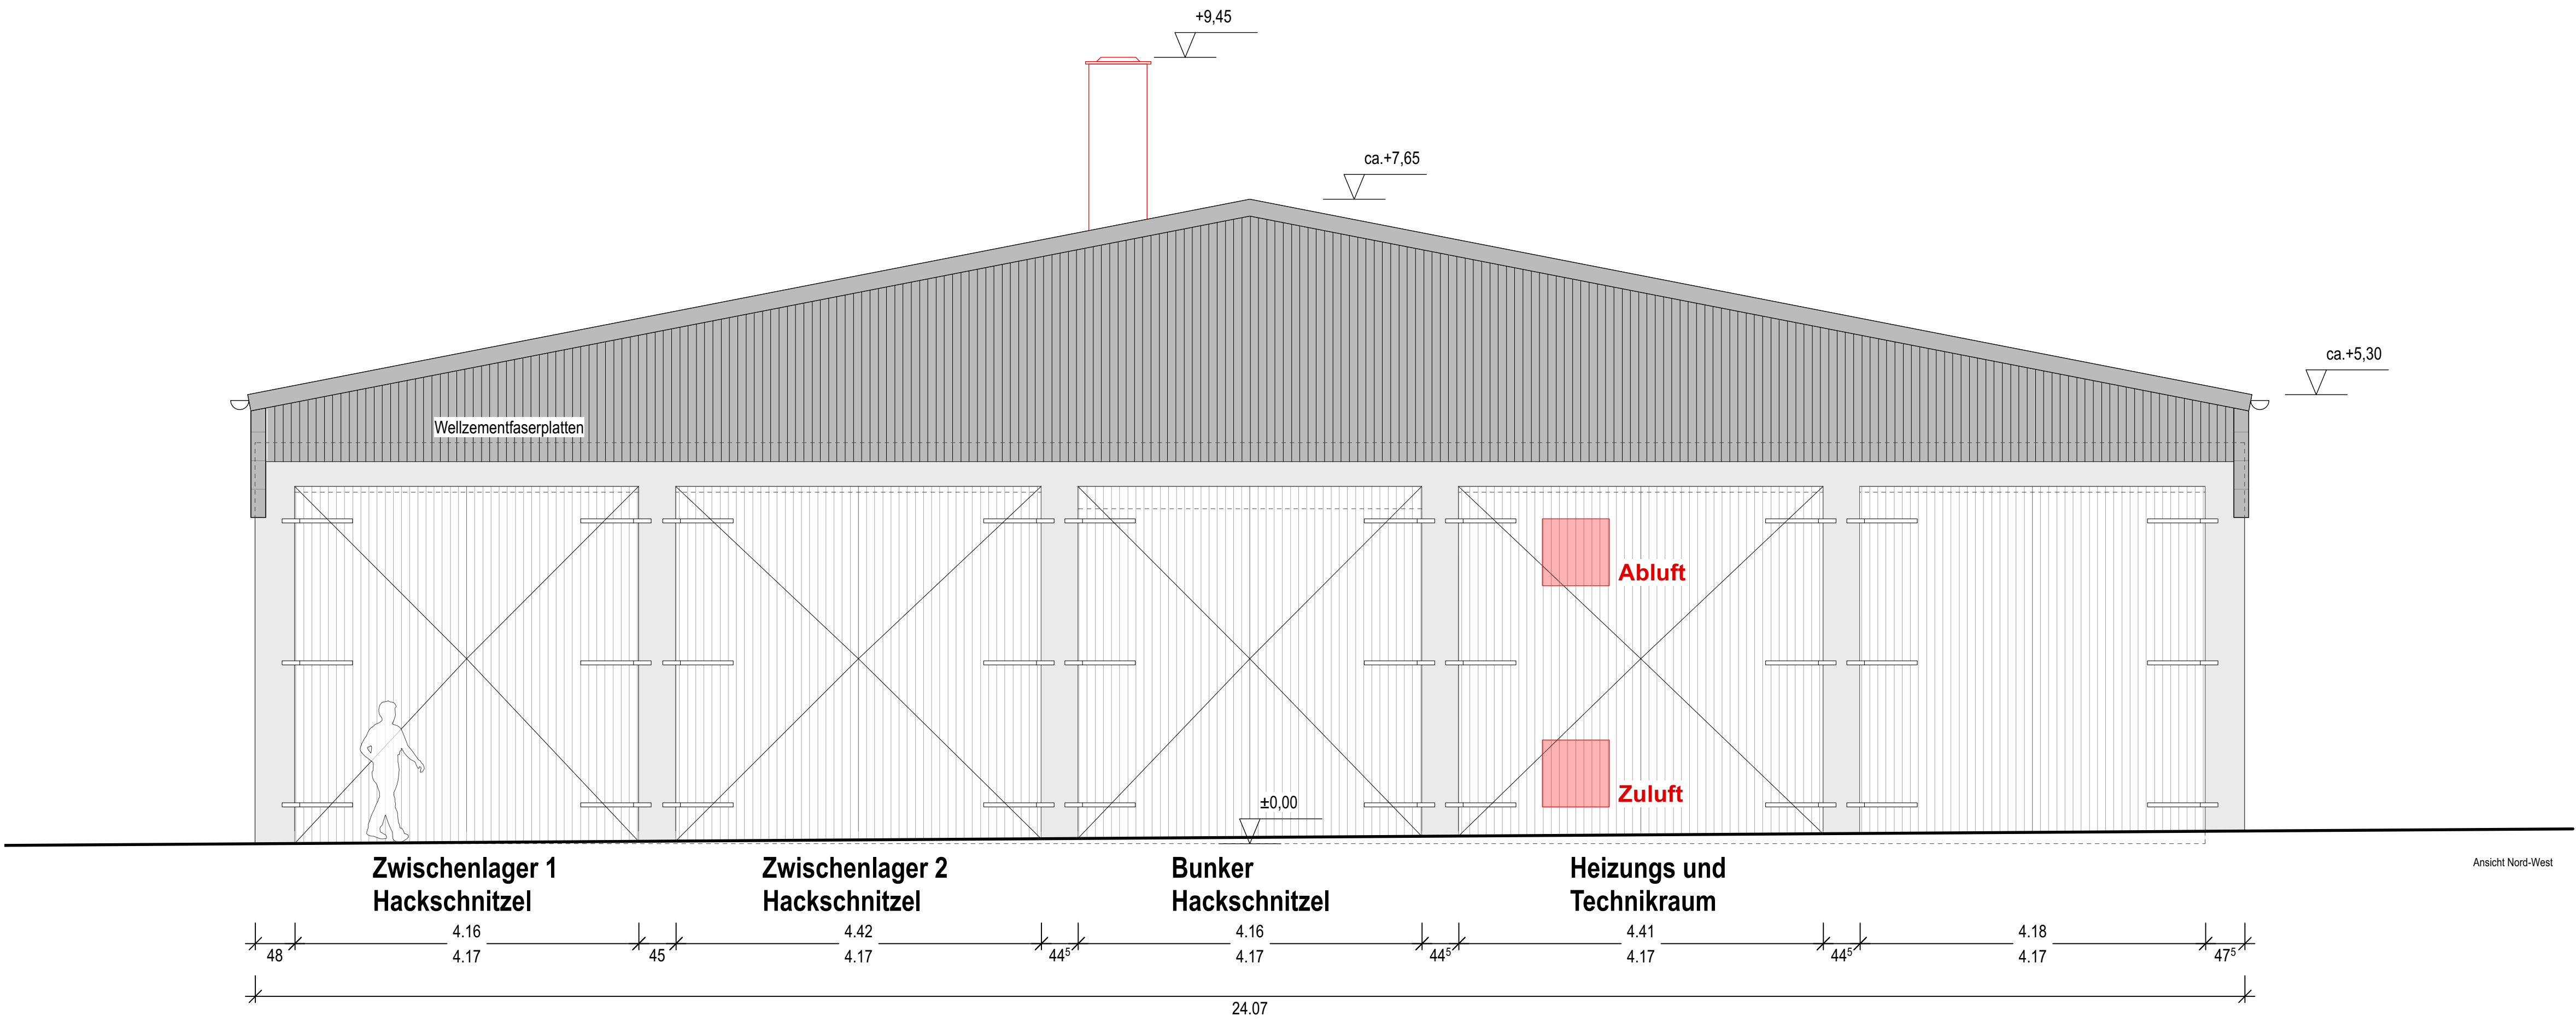 +9,45
ca.+7,65
ca.+5,30
Wellzementfaserplatten
Abluft
Zuluft
±0,00
Zwischenlager 1
Hackschnitzel
Zwischenlager 2
Hackschnitzel
Bunker
Hackschnitzel
Heizungs und
Technikraum
Ansicht Nord-West
48
4.16
4.17
45
4.42
4.17
44⁵
4.16
4.17
44⁵
4.41
4.17
44⁵
4.18
4.17
47⁵
24.07